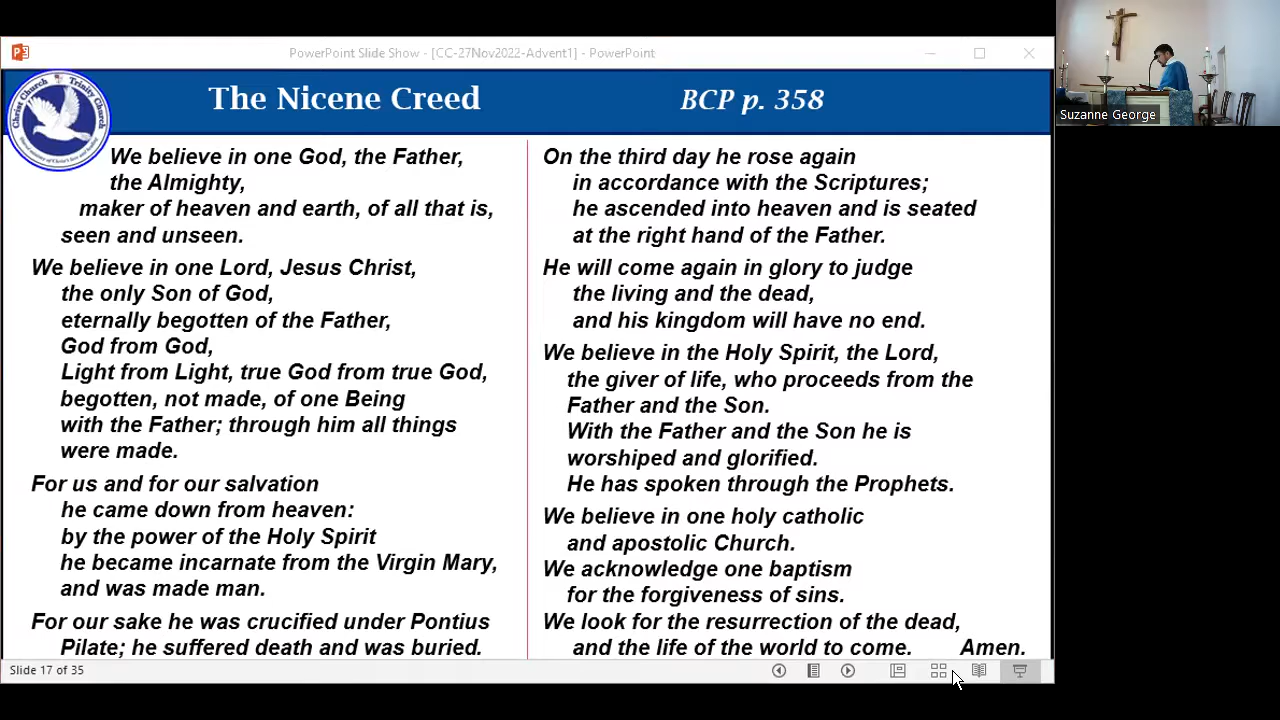 PowerPoint Slide Show - [CC-27Nov2022-Advent1] - PowerPoint
The Nicene Creed
BCP p. 358
Christ Church Trinity Church
We believe in one God, the Father,
the Almighty,
maker of heaven and earth, of all that is,
seen and unseen.
We believe in one Lord, Jesus Christ,
the only Son of God,
eternally begotten of the Father,
God from God,
Light from Light, true God from true God,
begotten, not made, of one Being
with the Father; through him all things
were made.
For us and for our salvation
he came down from heaven:
by the power of the Holy Spirit
he became incarnate from the Virgin Mary,
and was made man.
For our sake he was crucified under Pontius
Pilate; he suffered death and was buried.
On the third day he rose again
in accordance with the Scriptures;
he ascended into heaven and is seated
at the right hand of the Father.
He will come again in glory to judge
the living and the dead,
and his kingdom will have no end.
We believe in the Holy Spirit, the Lord,
the giver of life, who proceeds from the
Father and the Son.
With the Father and the Son he is
worshiped and glorified.
He has spoken through the Prophets.
We believe in one holy catholic
and apostolic Church.
We acknowledge one baptism
for the forgiveness of sins.
We look for the resurrection of the dead,
and the life of the world to come. Amen.
Slide 17 of 35
Suzanne George